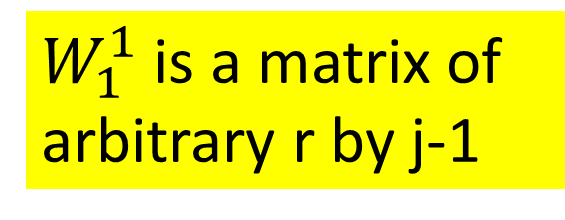 $W_1^1$ is a matrix of
arbitrary r by j-1